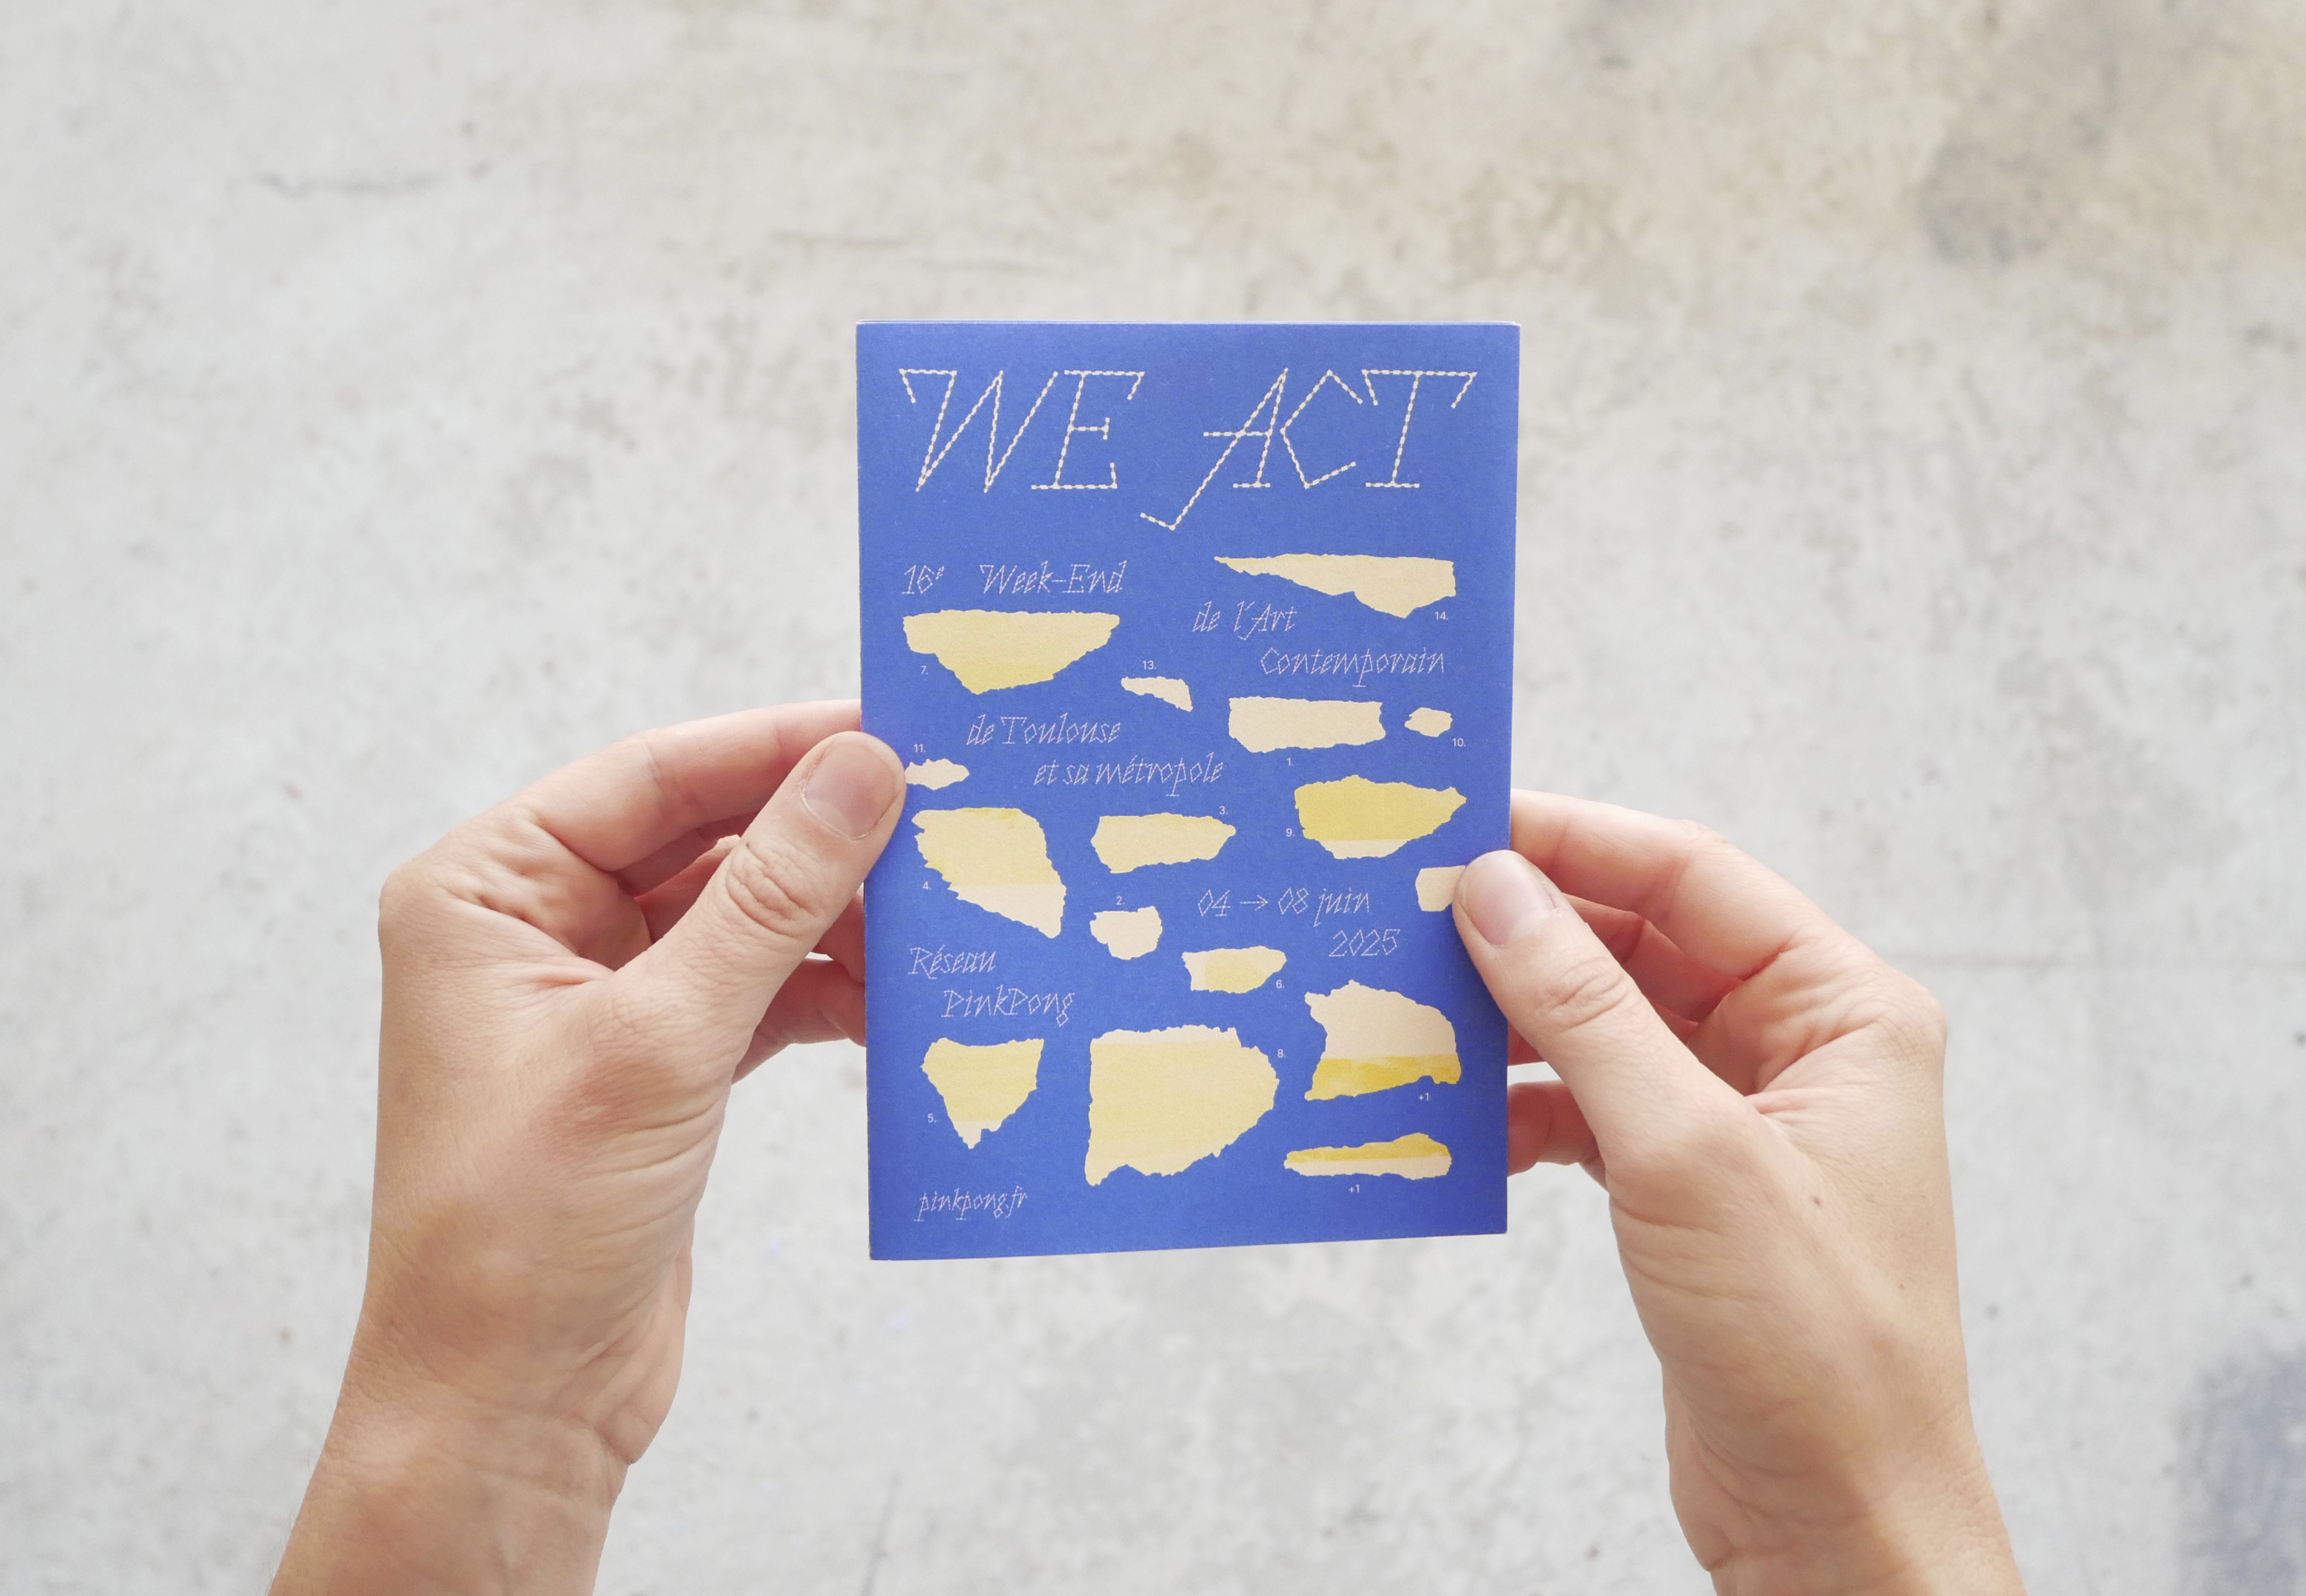 WE ACT
16e Week-End
de l'Art
Contemporain
14.
7.
13.
de Toulouse
et sa métropole
10.
11.
1.
3.
9.
4.
2.
04 → 08 juin
2025
Réseau
PinkPong
6.
8.
5.
+1
+1
pinkpong.fr